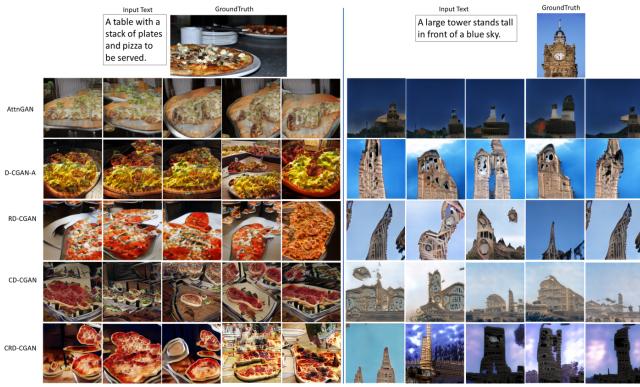 Input Text
GroundTruth
A table with a
stack of plates
and pizza to
be served.
Input Text
GroundTruth
A large tower stands tall
in front of a blue sky.
AttnGAN
D-CGAN-A
RD-CGAN
CD-CGAN
CRD-CGAN